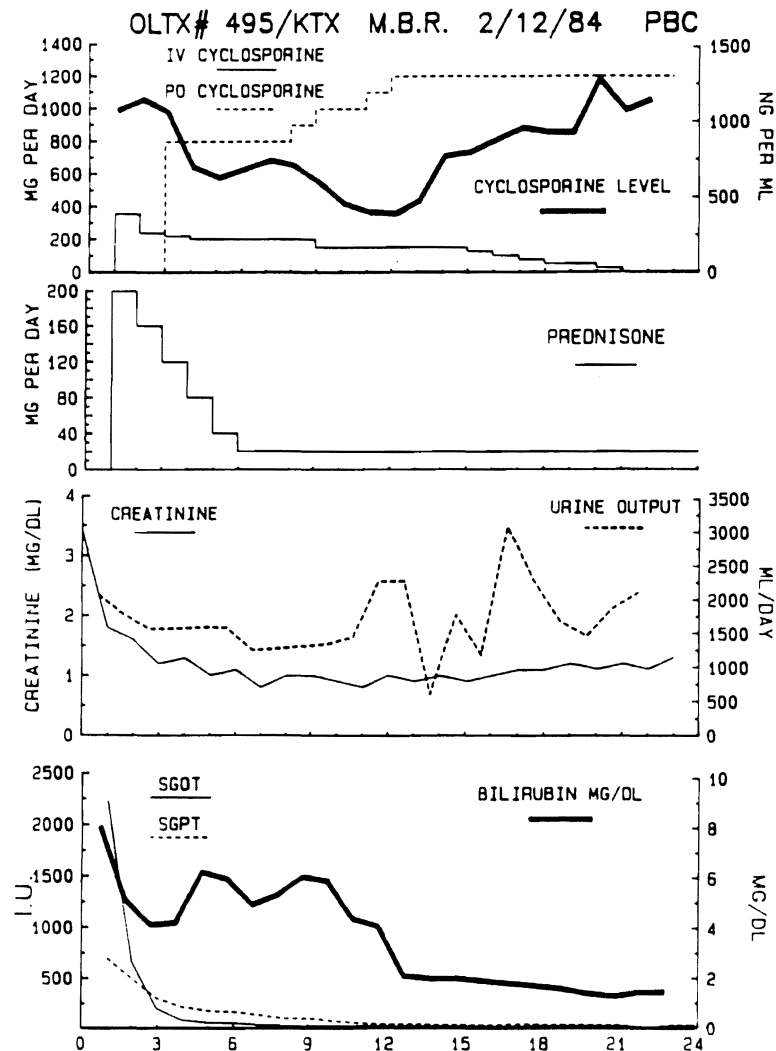 OLTX# 495/KTX M.B.R. 2/12/84 PBC
IV CYCLOSPORINE
PO CYCLOSPORINE
CYCLOSPORINE LEVEL
MG PER DAY
1400
1200
1000
800
600
400
200
0
NG PER ML
1500
1000
500
0
PREDNISONE
MG PER DAY
200
160
120
80
40
0
CREATININE
URINE OUTPUT
CREATININE (MG/DL)
4
3
2
1
0
ML/DAY
3500
3000
2500
2000
1500
1000
500
0
SGOT
SGPT
BILIRUBIN MG/DL
I.U.
2500
2000
1500
1000
500
MG/DL
10
8
6
4
2
0
0 3 6 9 12 15 18 21 24